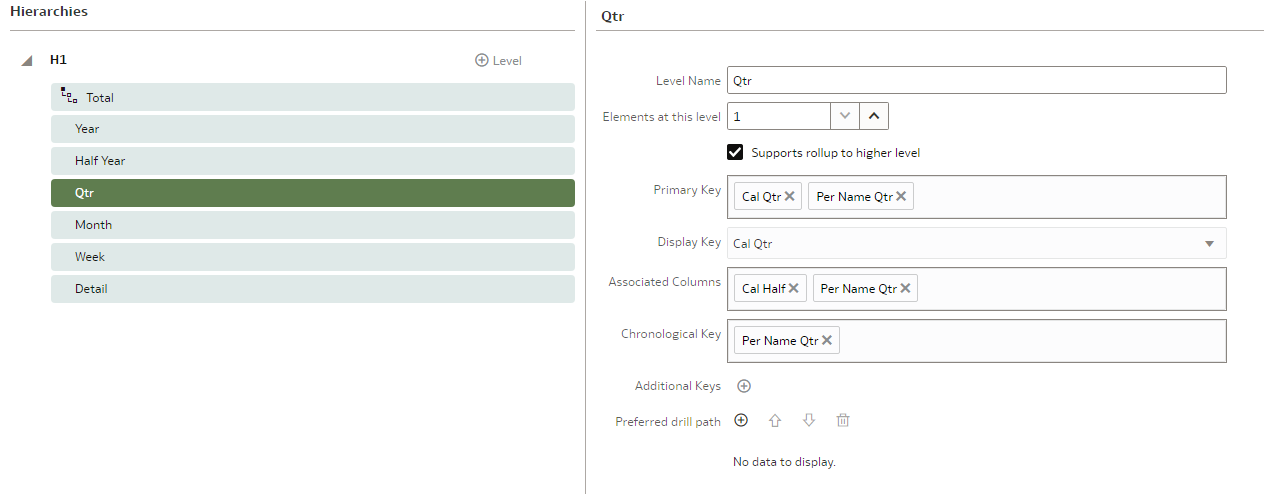 Hierarchies
H1
Level
Total
Year
Half Year
Qtr
Month
Week
Detail
Qtr
Level Name Qtr
Elements at this level 1
Supports rollup to higher level
Primary Key Cal Qtr Per Name Qtr
Display Key Cal Qtr
Associated Columns Cal Half Per Name Qtr
Chronological Key Per Name Qtr
Additional Keys
Preferred drill path
No data to display.